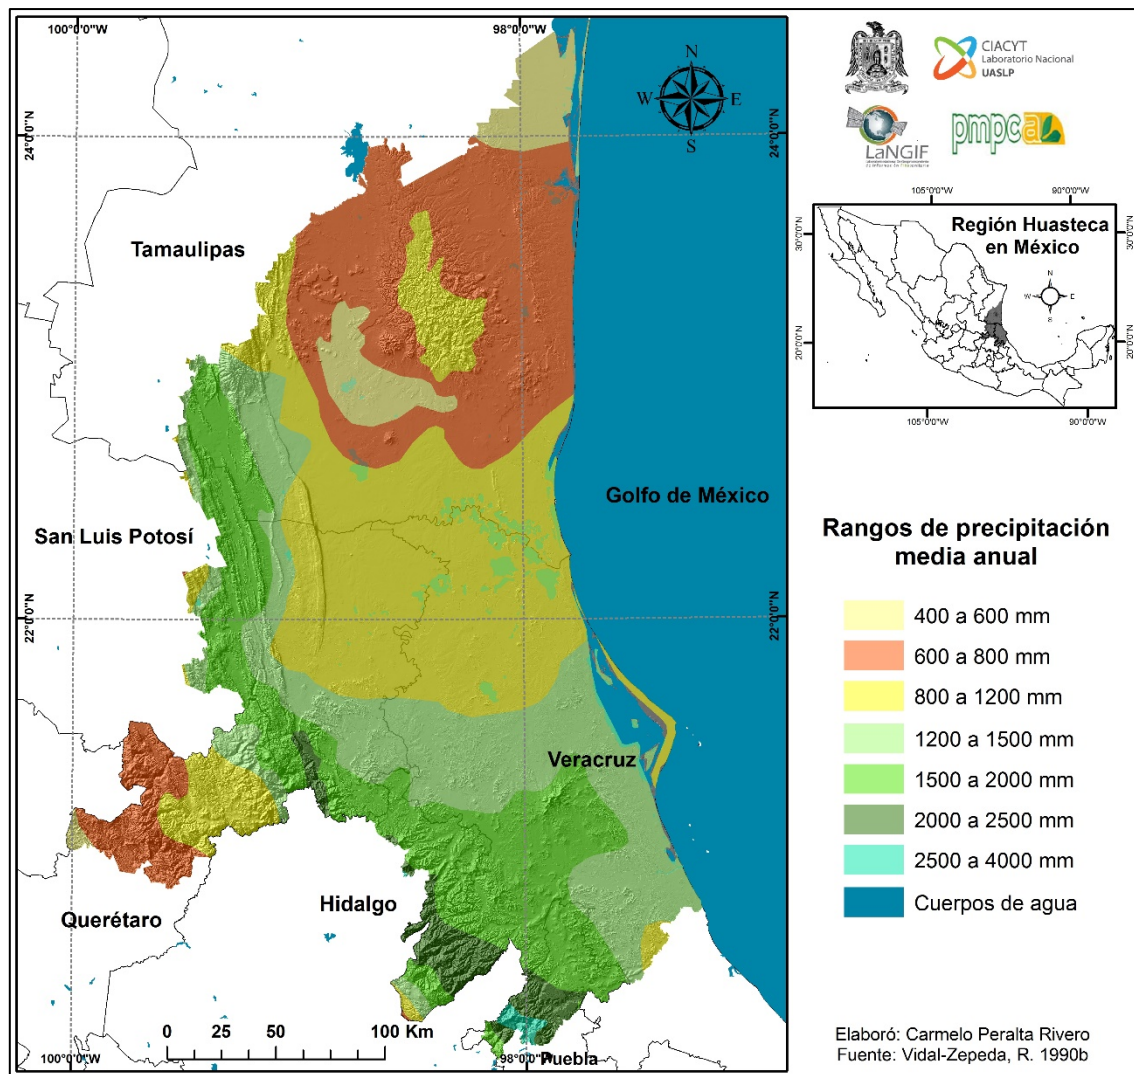 100°0'0"W
98°0'0"W
N
W
E
S
24°0'0"N
24°0'0"N
Tamaulipas
San Luis Potosí
22°0'0"N
22°0'0"N
Golfo de México
Veracruz
Querétaro
Hidalgo
Puebla
0 25 50 100 Km
100°0'0"W
98°0'0"W
CIACYT
Laboratorio Nacional
UASLP
LaNGIF
pmpca
105°0'0"W
90°0'0"W
30°0'0"N
30°0'0"N
Región Huasteca
en México
N
W
E
S
20°0'0"N
20°0'0"N
105°0'0"W
90°0'0"W
Rangos de precipitación
media anual
400 a 600 mm
600 a 800 mm
800 a 1200 mm
1200 a 1500 mm
1500 a 2000 mm
2000 a 2500 mm
2500 a 4000 mm
Cuerpos de agua
Elaboró: Carmelo Peralta Rivero
Fuente: Vidal-Zepeda, R. 1990b